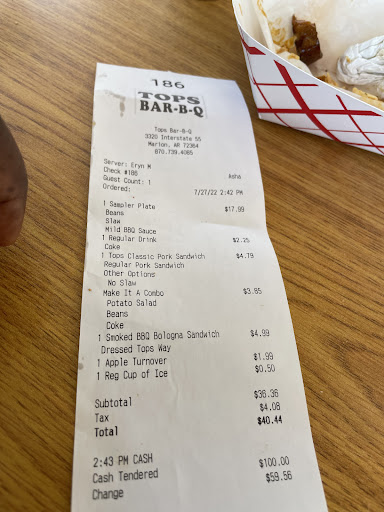 186
TOPS
BAR-B-Q
Tops Bar-B-Q
3320 Interstate 55
Marion, AR 72364
870.739.4085
Server: Eryn M
Check #186 Asha
Guest Count: 1
Ordered: 7/27/22 2:42 PM
1 Sampler Plate $17.99
Beans
Slaw
Mild BBQ Sauce
1 Regular Drink $2.25
Coke
1 Tops Classic Pork Sandwich $4.79
Regular Pork Sandwich
Other Options
No Slaw
Make It A Combo $3.85
Potato Salad
Beans
Coke
1 Smoked BBQ Bologna Sandwich $4.99
Dressed Tops Way
1 Apple Turnover $1.99
1 Reg Cup of Ice $0.50
Subtotal $36.36
Tax $4.08
Total $40.44
2:43 PM CASH
Cash Tendered $100.00
Change $59.56